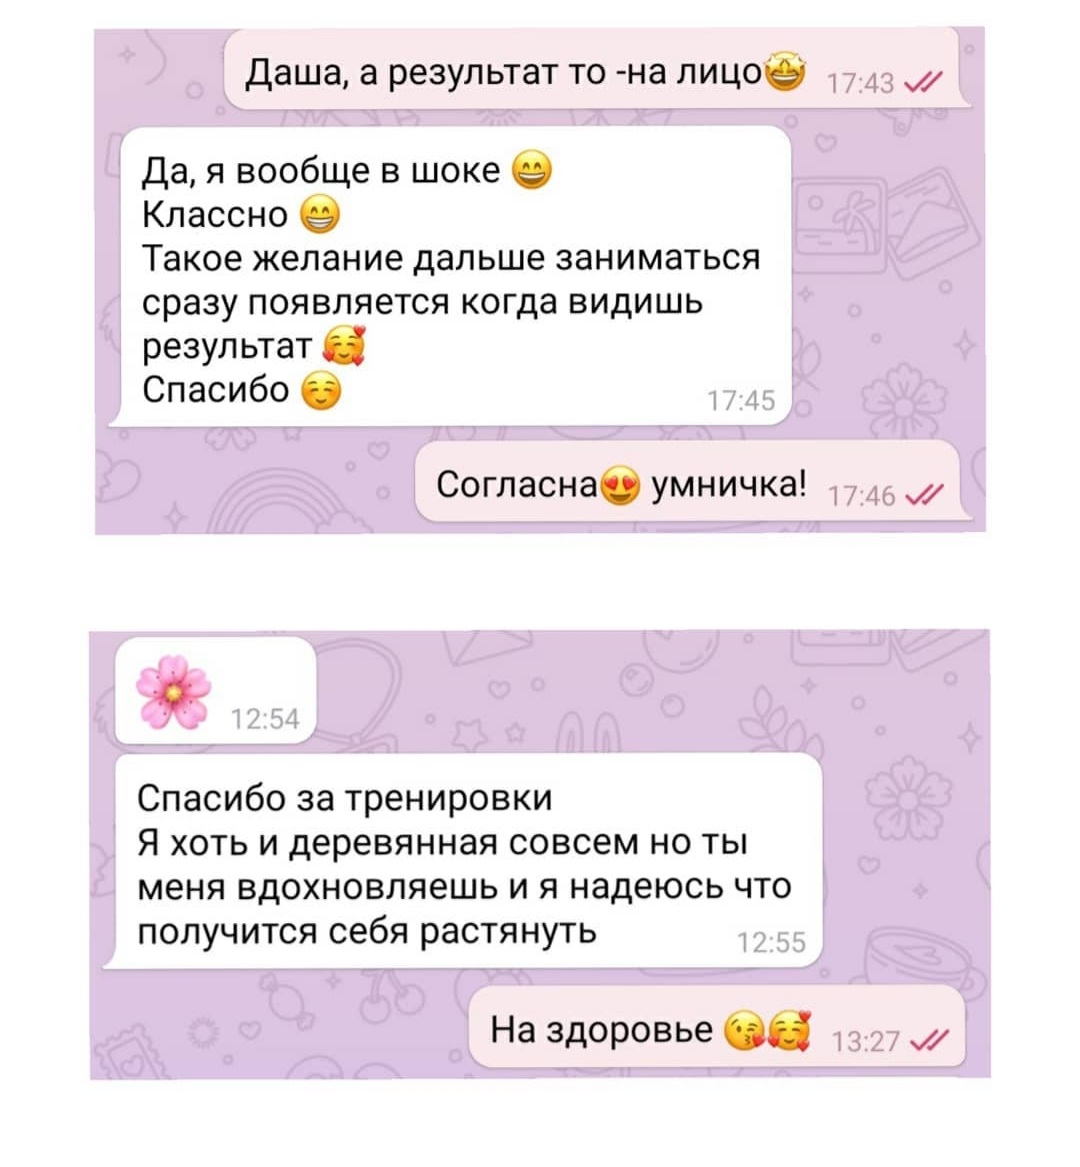 Даша, а результат то -на лицо🤩 17:43
Да, я вообще в шоке 😄
Классно 😁
Такое желание дальше заниматься
сразу появляется когда видишь
результат 🥰
Спасибо ☺️ 17:45
Согласна😍 умничка! 17:46
🌸 12:54
Спасибо за тренировки
Я хоть и деревянная совсем но ты
меня вдохновляешь и я надеюсь что
получится себя растянуть 12:55
На здоровье 😘🥰 13:27